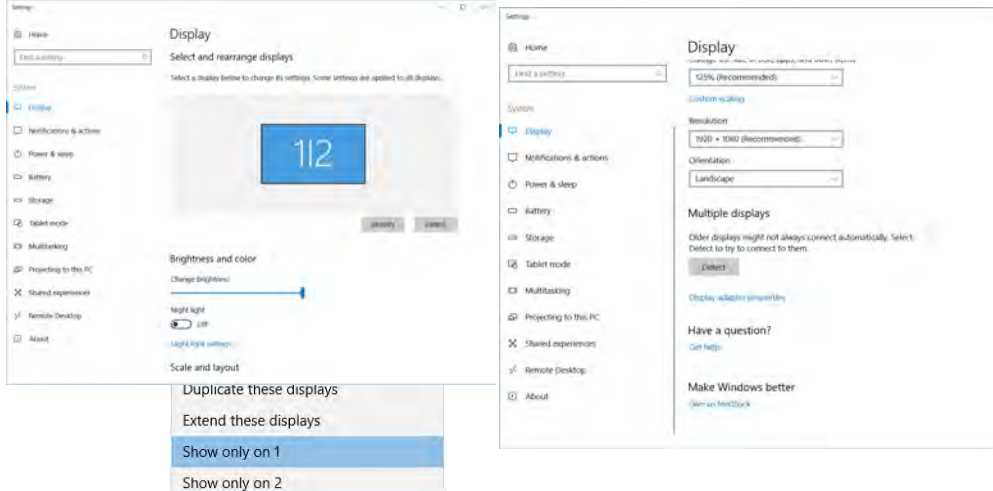 Settings
Home
Find a setting
System
Display
Notifications & actions
Power & sleep
Battery
Storage
Tablet mode
Multitasking
Projecting to this PC
Shared experiences
Remote Desktop
About
Display
Select and rearrange displays
Select a display below to change its settings. Some settings are applied to all displays.
1|2
Identify
Detect
Brightness and color
Change brightness
Night light
Off
Night light settings
Scale and layout
Duplicate these displays
Extend these displays
Show only on 1
Show only on 2
Settings
Home
Find a setting
System
Display
Notifications & actions
Power & sleep
Battery
Storage
Tablet mode
Multitasking
Projecting to this PC
Shared experiences
Remote Desktop
About
Display
125% (Recommended)
Custom scaling
Resolution
1920 × 1080 (Recommended)
Orientation
Landscape
Multiple displays
Older displays might not always connect automatically. Select
Detect to try to connect to them.
Detect
Display adapter properties
Have a question?
Get help
Make Windows better
Give us feedback